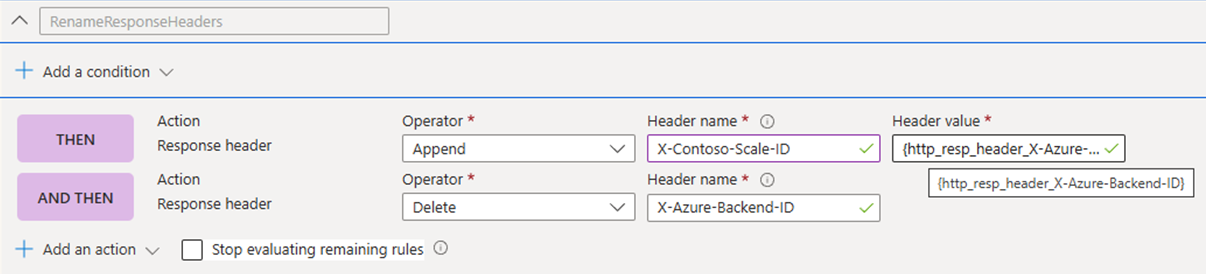 RenameResponseHeaders
Add a condition
THEN
Action
Response header
Operator *
Append
Header name *
X-Contoso-Scale-ID
Header value *
{http_resp_header_X-Azure-...
{http_resp_header_X-Azure-Backend-ID}
AND THEN
Action
Response header
Operator *
Delete
Header name *
X-Azure-Backend-ID
Add an action
Stop evaluating remaining rules